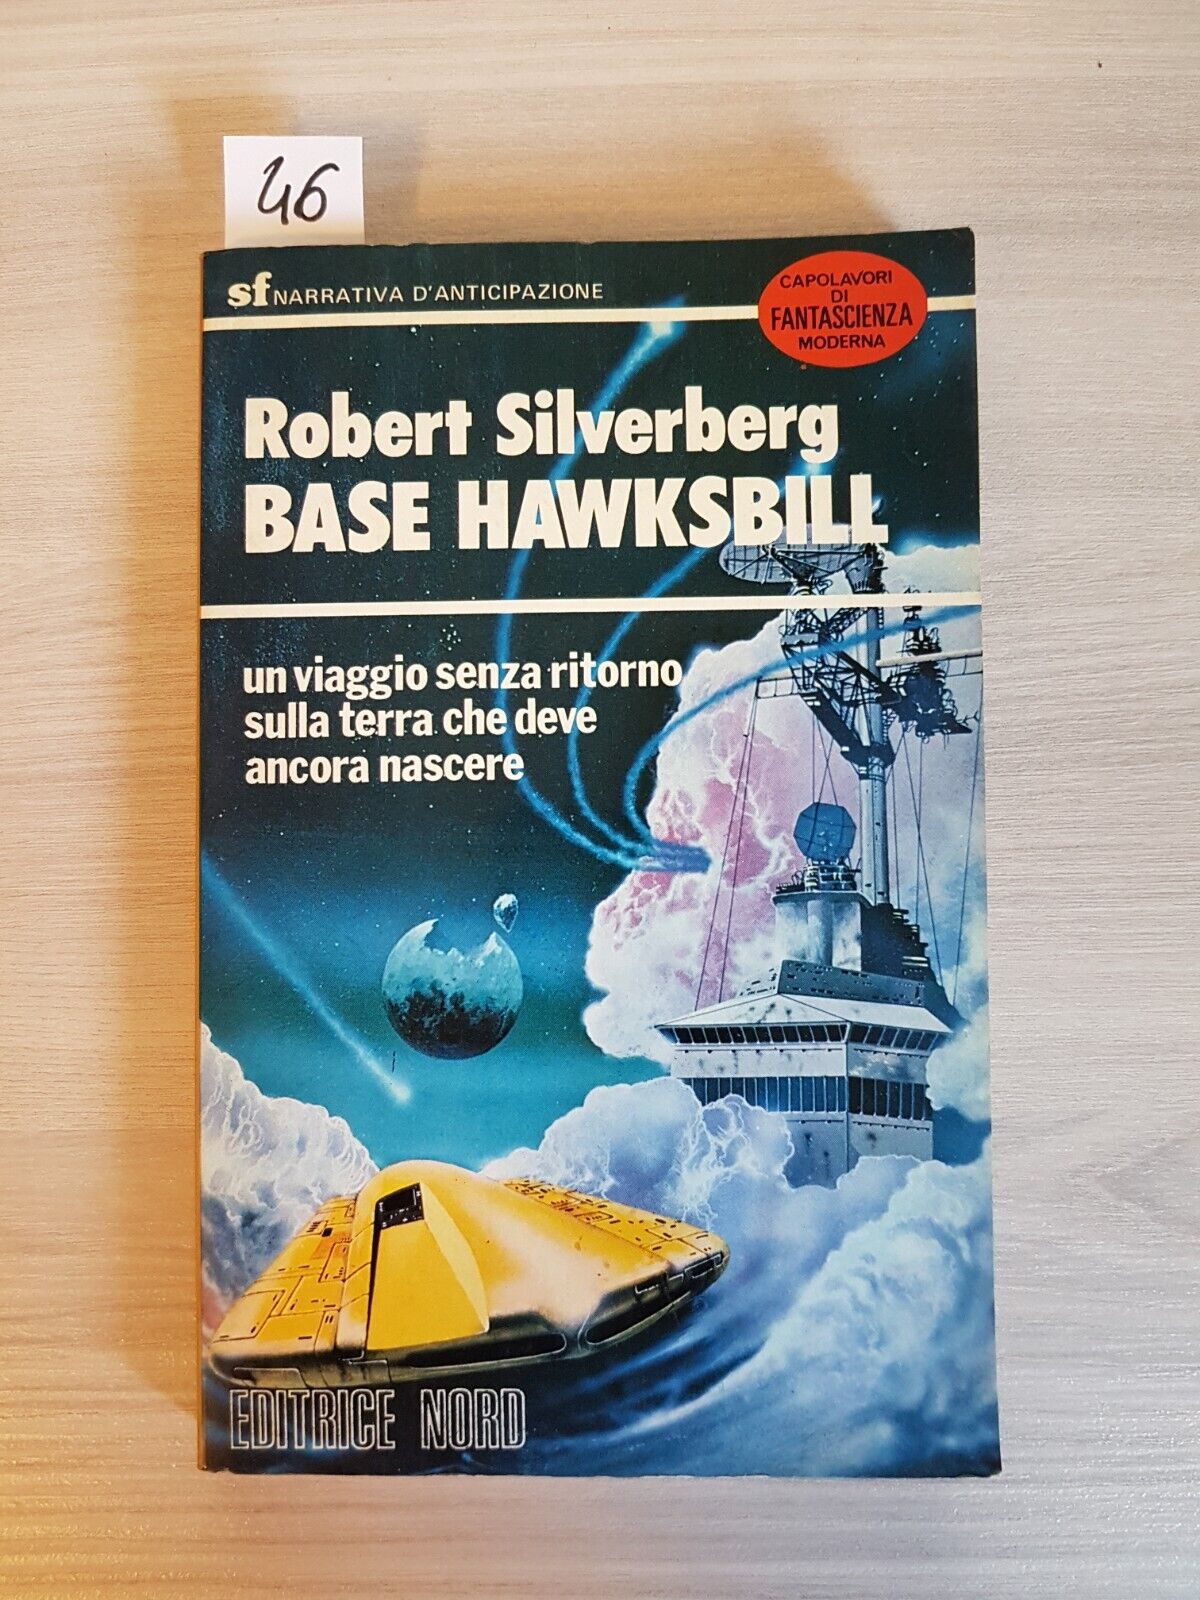 46
sf NARRATIVA D'ANTICIPAZIONE
CAPOLAVORI
DI
FANTASCIENZA
MODERNA
Robert Silverberg
BASE HAWKSBILL
un viaggio senza ritorno
sulla terra che deve
ancora nascere
EDITRICE NORD